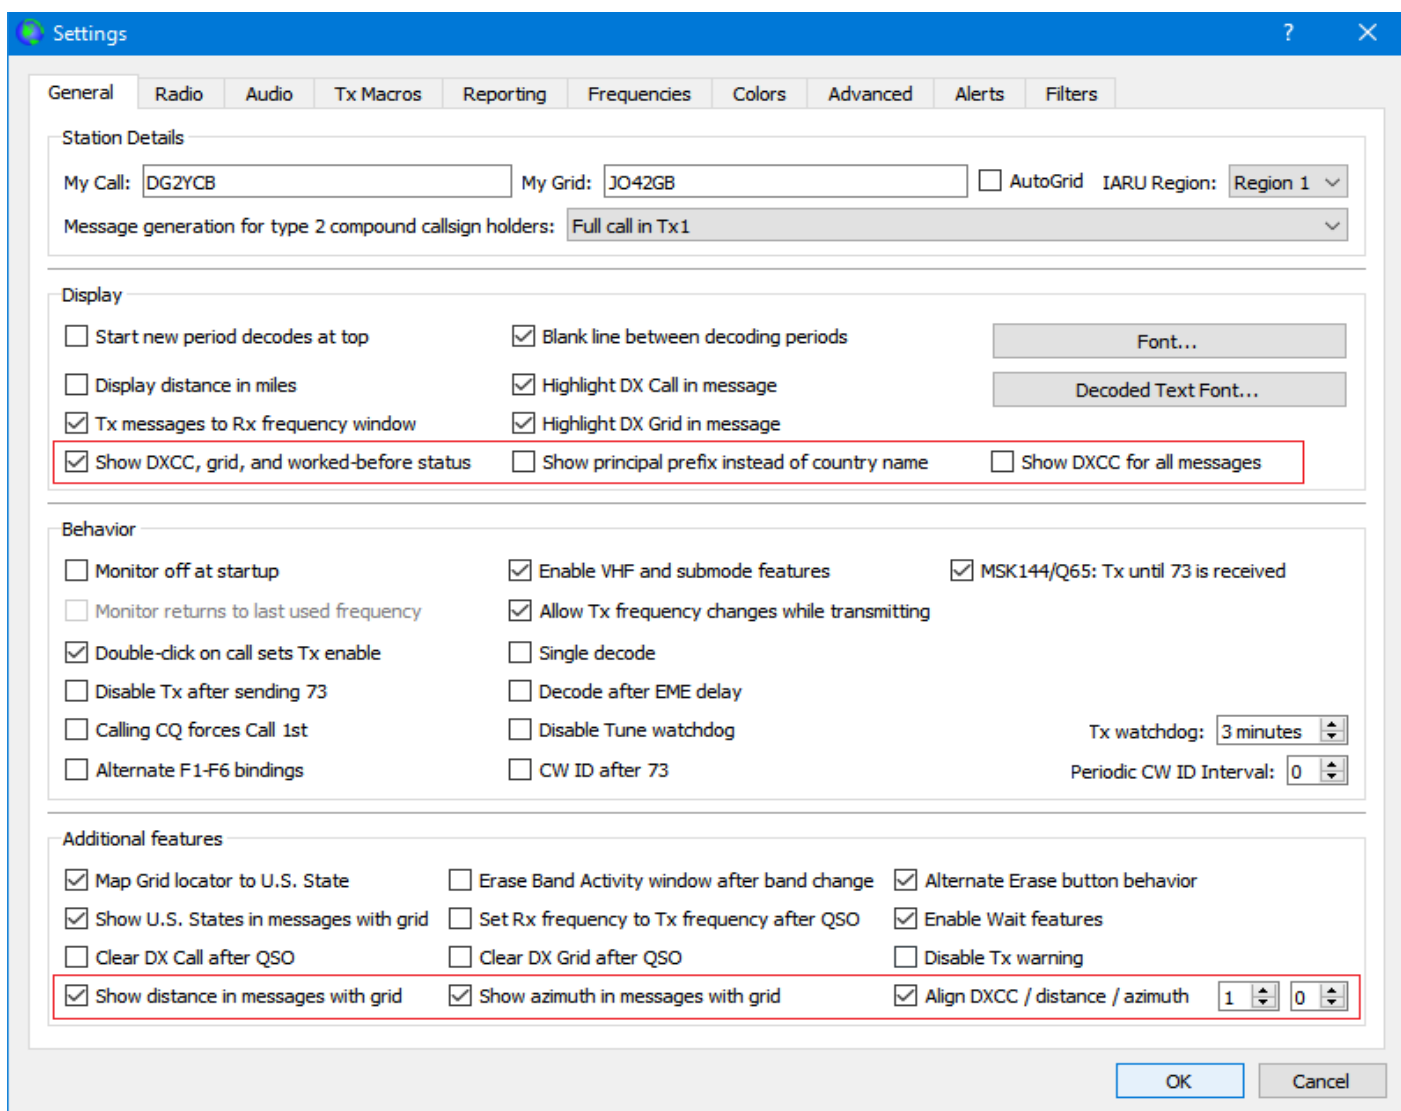 Settings ?
General Radio Audio Tx Macros Reporting Frequencies Colors Advanced Alerts Filters
Station Details
My Call: DG2YCB My Grid: JO42GB AutoGrid IARU Region: Region 1
Message generation for type 2 compound callsign holders: Full call in Tx1
Display
Start new period decodes at top Blank line between decoding periods Font...
Display distance in miles Highlight DX Call in message Decoded Text Font...
Tx messages to Rx frequency window Highlight DX Grid in message
Show DXCC, grid, and worked-before status Show principal prefix instead of country name Show DXCC for all messages
Behavior
Monitor off at startup Enable VHF and submode features MSK144/Q65: Tx until 73 is received
Monitor returns to last used frequency Allow Tx frequency changes while transmitting
Double-click on call sets Tx enable Single decode
Disable Tx after sending 73 Decode after EME delay
Calling CQ forces Call 1st Disable Tune watchdog Tx watchdog: 3 minutes
Alternate F1-F6 bindings CW ID after 73 Periodic CW ID Interval: 0
Additional features
Map Grid locator to U.S. State Erase Band Activity window after band change Alternate Erase button behavior
Show U.S. States in messages with grid Set Rx frequency to Tx frequency after QSO Enable Wait features
Clear DX Call after QSO Clear DX Grid after QSO Disable Tx warning
Show distance in messages with grid Show azimuth in messages with grid Align DXCC / distance / azimuth 1 0
OK Cancel